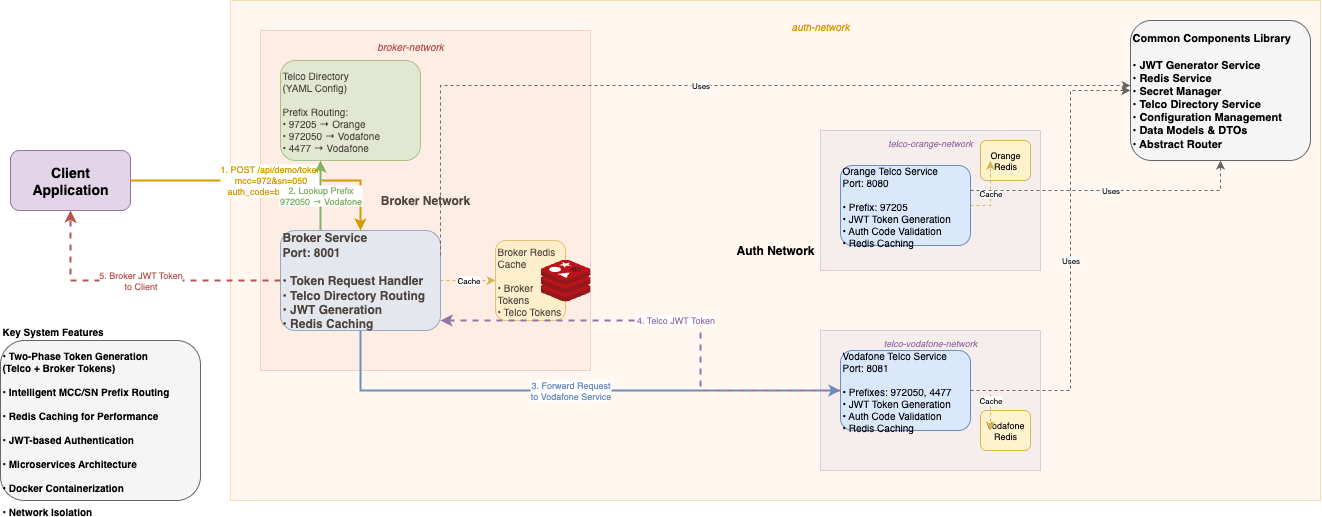 auth-network
broker-network
Telco Directory
(YAML Config)
Prefix Routing:
• 97205 → Orange
• 972050 → Vodafone
• 4477 → Vodafone
Client
Application
1. POST /api/demo/toke
mcc=972&sn=050
auth_code=b
2. Lookup Prefix
972050 → Vodafone
Broker Network
Broker Service
Port: 8001
• Token Request Handler
• Telco Directory Routing
• JWT Generation
• Redis Caching
Cache
Broker Redis
Cache
• Broker
Tokens
• Telco Tokens
5. Broker JWT Token
to Client
4. Telco JWT Token
3. Forward Request
to Vodafone Service
Auth Network
telco-orange-network
Orange Telco Service
Port: 8080
• Prefix: 97205
• JWT Token Generation
• Auth Code Validation
• Redis Caching
Orange
Redis
Cache
telco-vodafone-network
Vodafone Telco Service
Port: 8081
• Prefixes: 972050, 4477
• JWT Token Generation
• Auth Code Validation
• Redis Caching
Cache
Vodafone
Redis
Uses
Uses
Uses
Common Components Library
• JWT Generator Service
• Redis Service
• Secret Manager
• Telco Directory Service
• Configuration Management
• Data Models & DTOs
• Abstract Router
Key System Features
• Two-Phase Token Generation
(Telco + Broker Tokens)
• Intelligent MCC/SN Prefix Routing
• Redis Caching for Performance
• JWT-based Authentication
• Microservices Architecture
• Docker Containerization
• Network Isolation